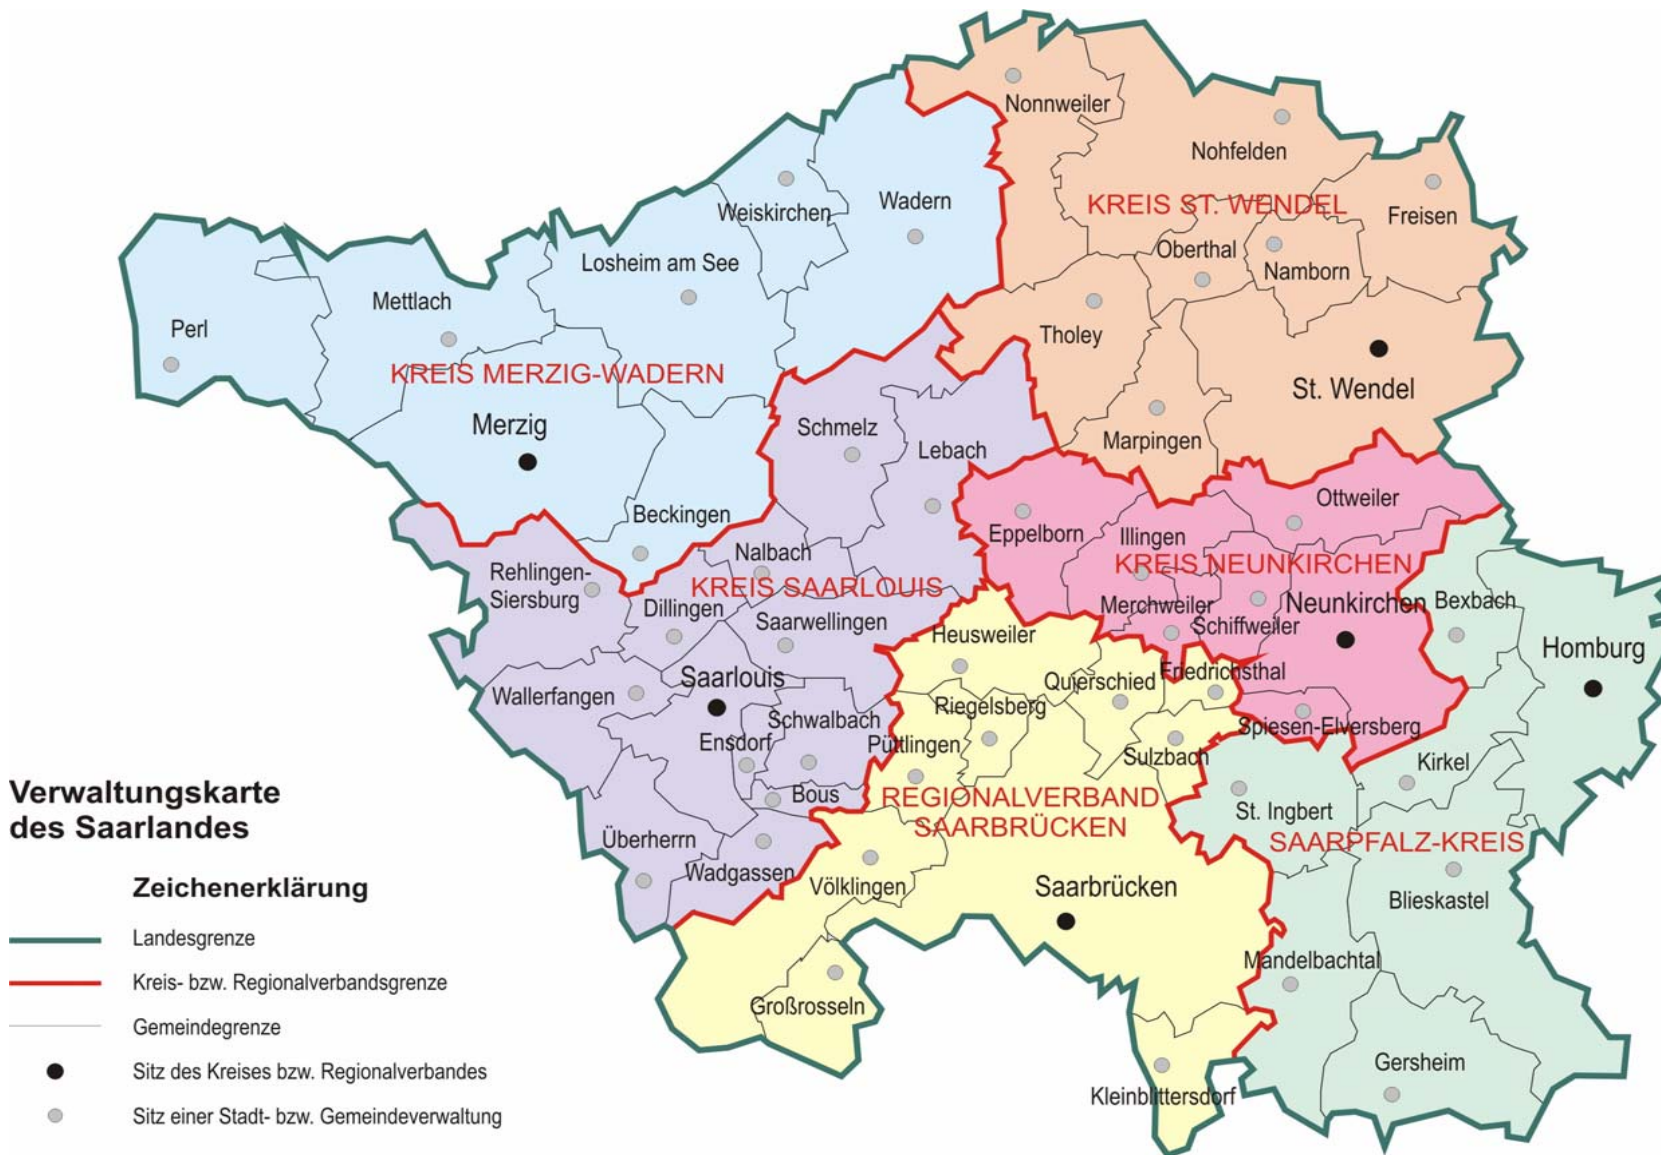 Nonnweiler
Nohfelden
KREIS ST. WENDEL
Freisen
Weiskirchen
Wadern
Oberthal
Namborn
Losheim am See
Mettlach
Perl
Tholey
KREIS MERZIG-WADERN
St. Wendel
Merzig
Schmelz
Lebach
Marpingen
Beckingen
Ottweiler
Eppelborn
Illingen
Nalbach
KREIS NEUNKIRCHEN
Rehlingen-
Siersburg
KREIS SAARLOUIS
Dillingen
Merchweiler
Neunkirchen
Bexbach
Saarwellingen
Heusweiler
Schiffweiler
Homburg
Saarlouis
Wallerfangen
Quierschied
Friedrichsthal
Schwalbach
Riegelsberg
Spiesen-Elversberg
Ensdorf
Püttlingen
Sulzbach
Kirkel
Bous
REGIONALVERBAND
SAARBRÜCKEN
St. Ingbert
SAARPFALZ-KREIS
Überherrn
Wadgassen
Völklingen
Saarbrücken
Blieskastel
Mandelbachtal
Großrosseln
Gersheim
Kleinblittersdorf
Verwaltungskarte
des Saarlandes
Zeichenerklärung
Landesgrenze
Kreis- bzw. Regionalverbandsgrenze
Gemeindegrenze
Sitz des Kreises bzw. Regionalverbandes
Sitz einer Stadt- bzw. Gemeindeverwaltung